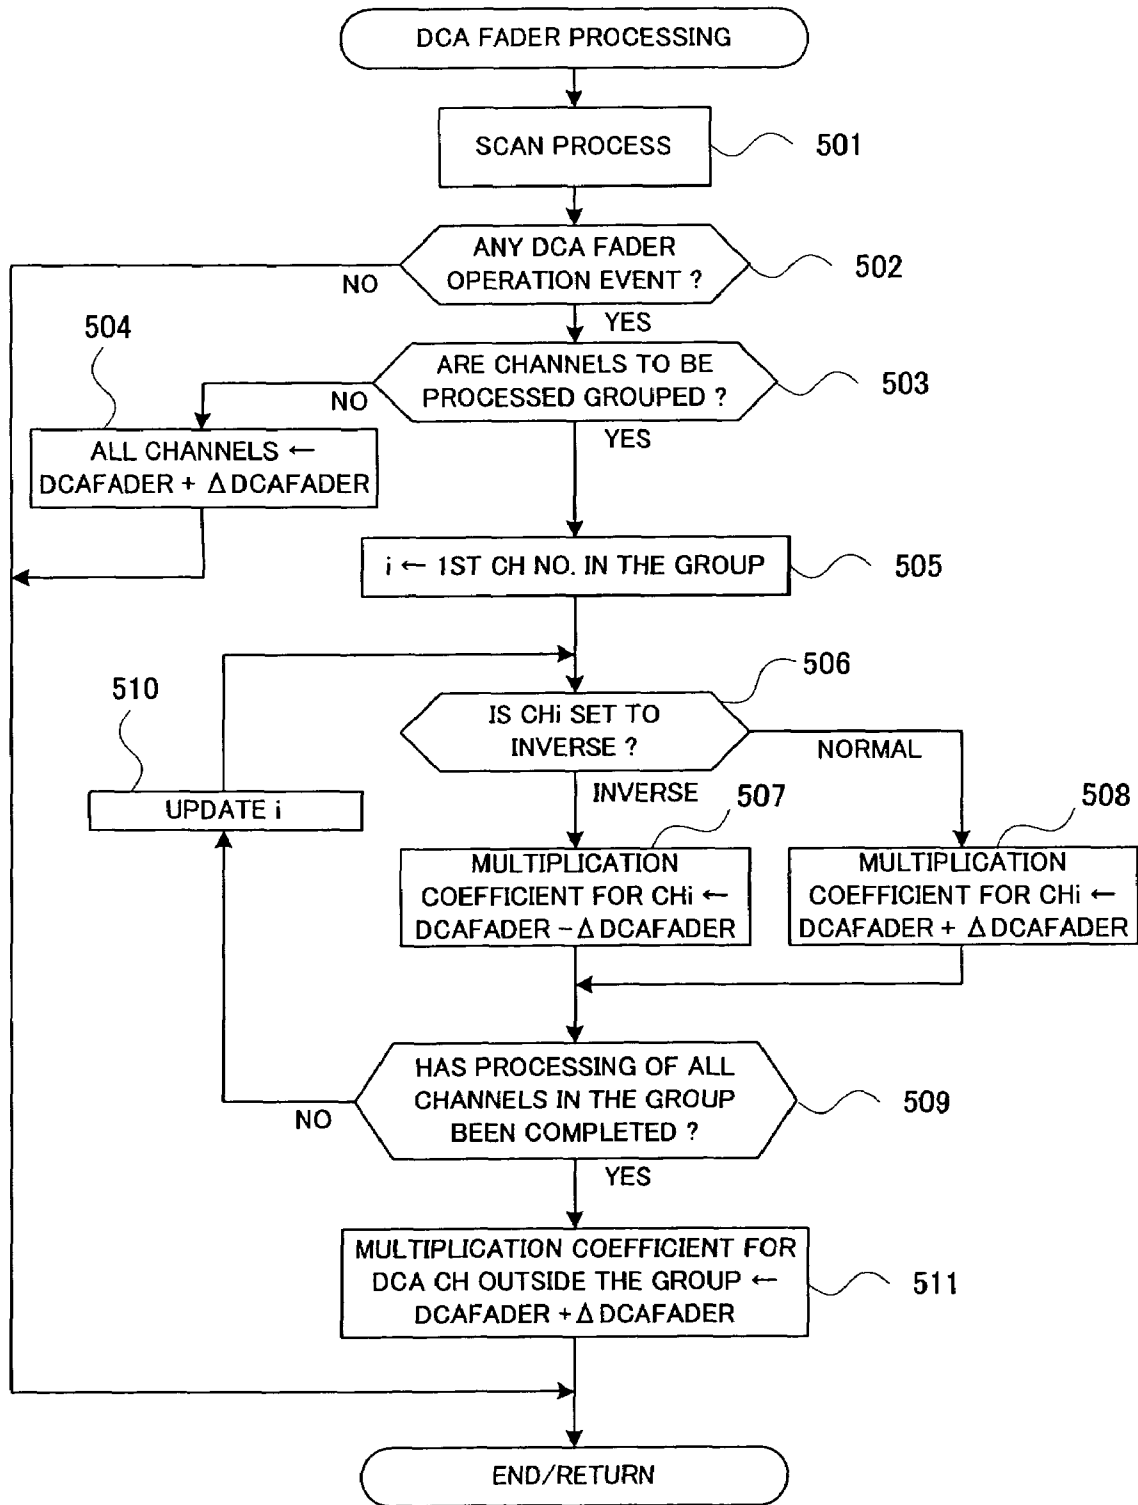 DCA FADER PROCESSING
SCAN PROCESS
501
ANY DCA FADER
OPERATION EVENT ?
502
NO
YES
504
ARE CHANNELS TO BE
PROCESSED GROUPED ?
503
NO
YES
ALL CHANNELS ←
DCAFADER + Δ DCAFADER
i ← 1ST CH NO. IN THE GROUP
505
506
510
IS CHi SET TO
INVERSE ?
NORMAL
INVERSE
507
508
UPDATE i
MULTIPLICATION
COEFFICIENT FOR CHi ←
DCAFADER − Δ DCAFADER
MULTIPLICATION
COEFFICIENT FOR CHi ←
DCAFADER + Δ DCAFADER
HAS PROCESSING OF ALL
CHANNELS IN THE GROUP
BEEN COMPLETED ?
509
NO
YES
MULTIPLICATION COEFFICIENT FOR
DCA CH OUTSIDE THE GROUP ←
DCAFADER + Δ DCAFADER
511
END/RETURN